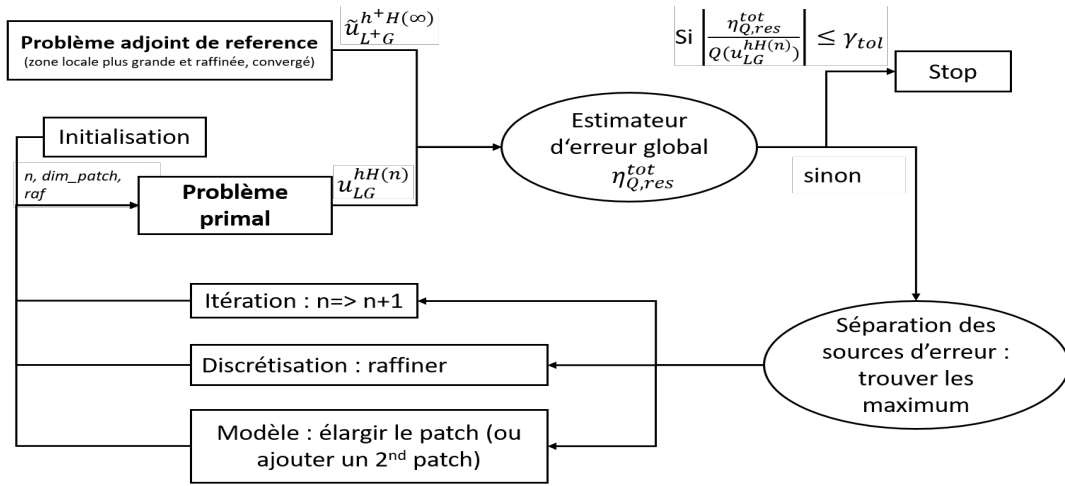 Problème adjoint de reference
(zone locale plus grande et raffinée, convergé)
ũ_{L⁺G}^{h⁺H(∞)}
Si |η_{Q,res}^{tot} / Q(u_{LG}^{hH(n)})| ≤ γ_{tol}
Stop
Initialisation
n, dim_patch,
raf
Problème
primal
u_{LG}^{hH(n)}
Estimateur
d‘erreur global
η_{Q,res}^{tot}
sinon
Itération : n=> n+1
Discrétisation : raffiner
Modèle : élargir le patch (ou
ajouter un 2nd patch)
Séparation des
sources d’erreur :
trouver les
maximum